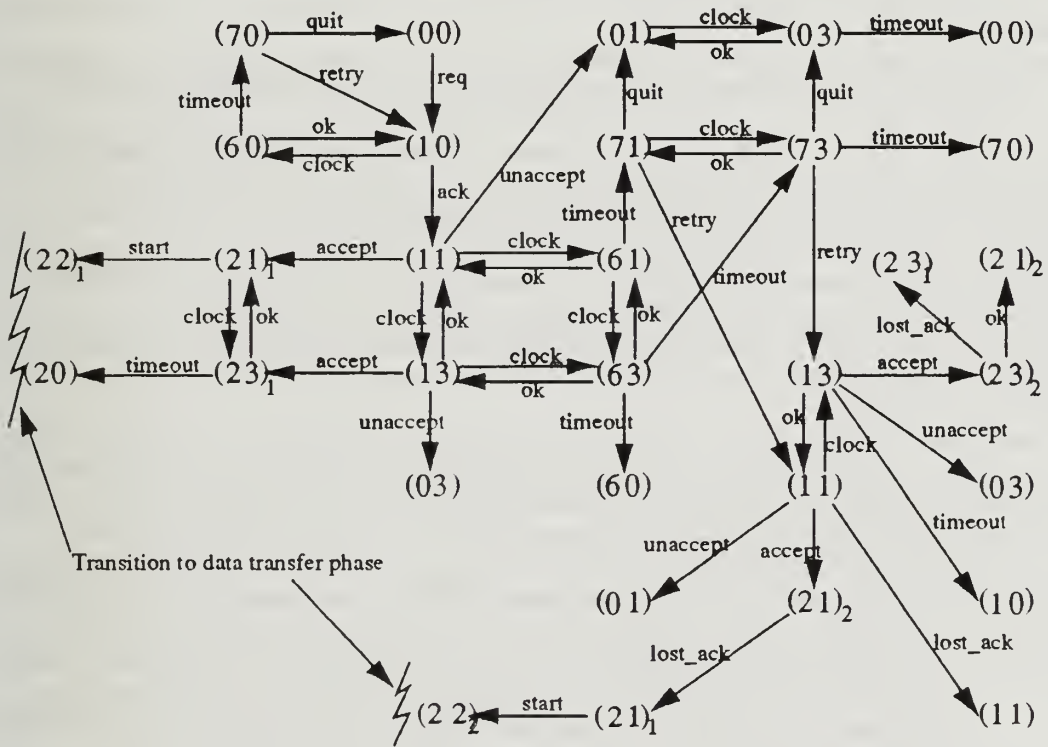 (70) quit (00) (01) clock (03) timeout (00)
ok
retry req
timeout quit quit
(60) ok (10) (71) clock (73) timeout (70)
clock ok
ack unaccept
timeout retry
(22)1 start (21)1 accept (11) clock (61) timeout retry (23)1 (21)2
ok
clock ok clock ok clock ok lost_ack ok
(20) timeout (23)1 accept (13) clock (63) (13) accept (23)2
ok
unaccept timeout ok clock unaccept
(03) (60) (11) (03)
timeout
Transition to data transfer phase unaccept accept
(01) (21)2 (10)
lost_ack lost_ack
(22)2 start (21)1 (11)